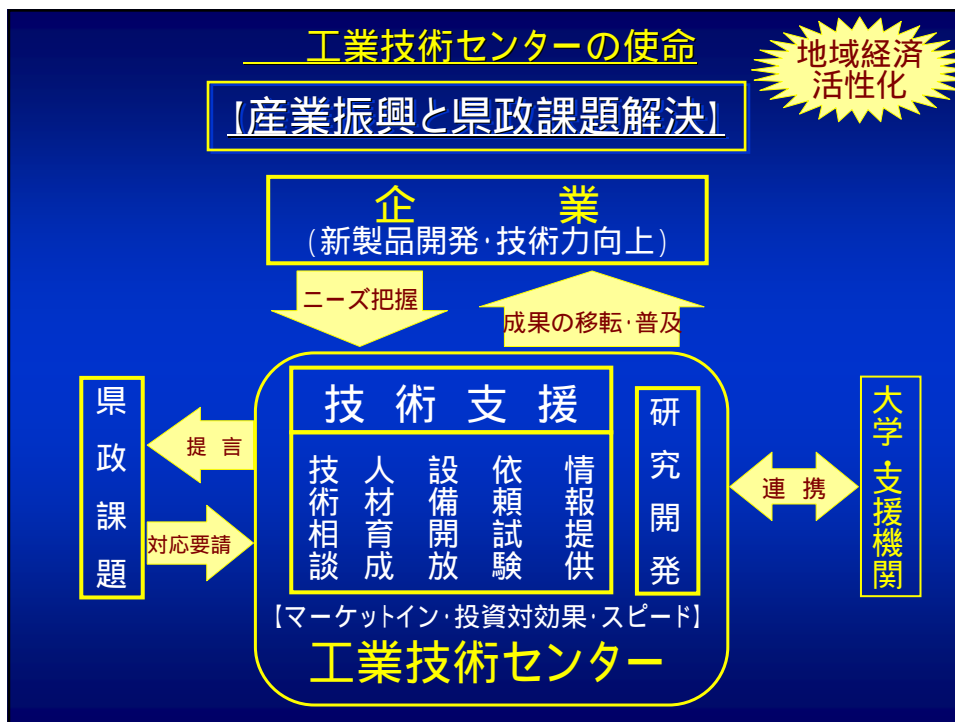 工業技術センターの使命
地域経済
活性化
【産業振興と県政課題解決】
企業
(新製品開発・技術力向上)
ニーズ把握
成果の移転・普及
県政課題
提言
対応要請
技術支援
技術相談
人材育成
設備開放
依頼試験
情報提供
研究開発
連携
大学・支援機関
【マーケットイン・投資対効果・スピード】
工業技術センター